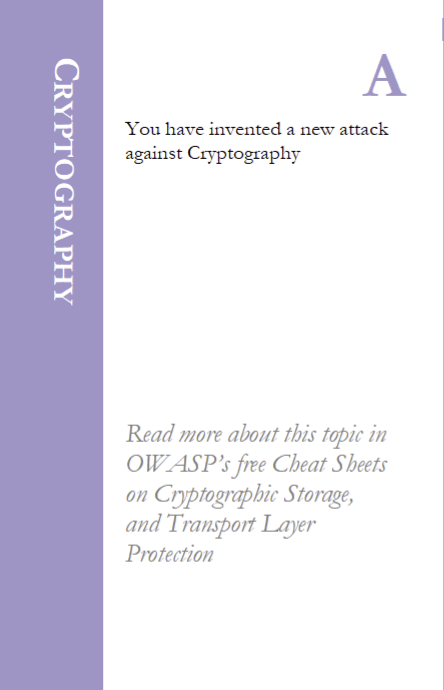 CRYPTOGRAPHY
A
You have invented a new attack
against Cryptography
Read more about this topic in
OWASP's free Cheat Sheets
on Cryptographic Storage,
and Transport Layer
Protection